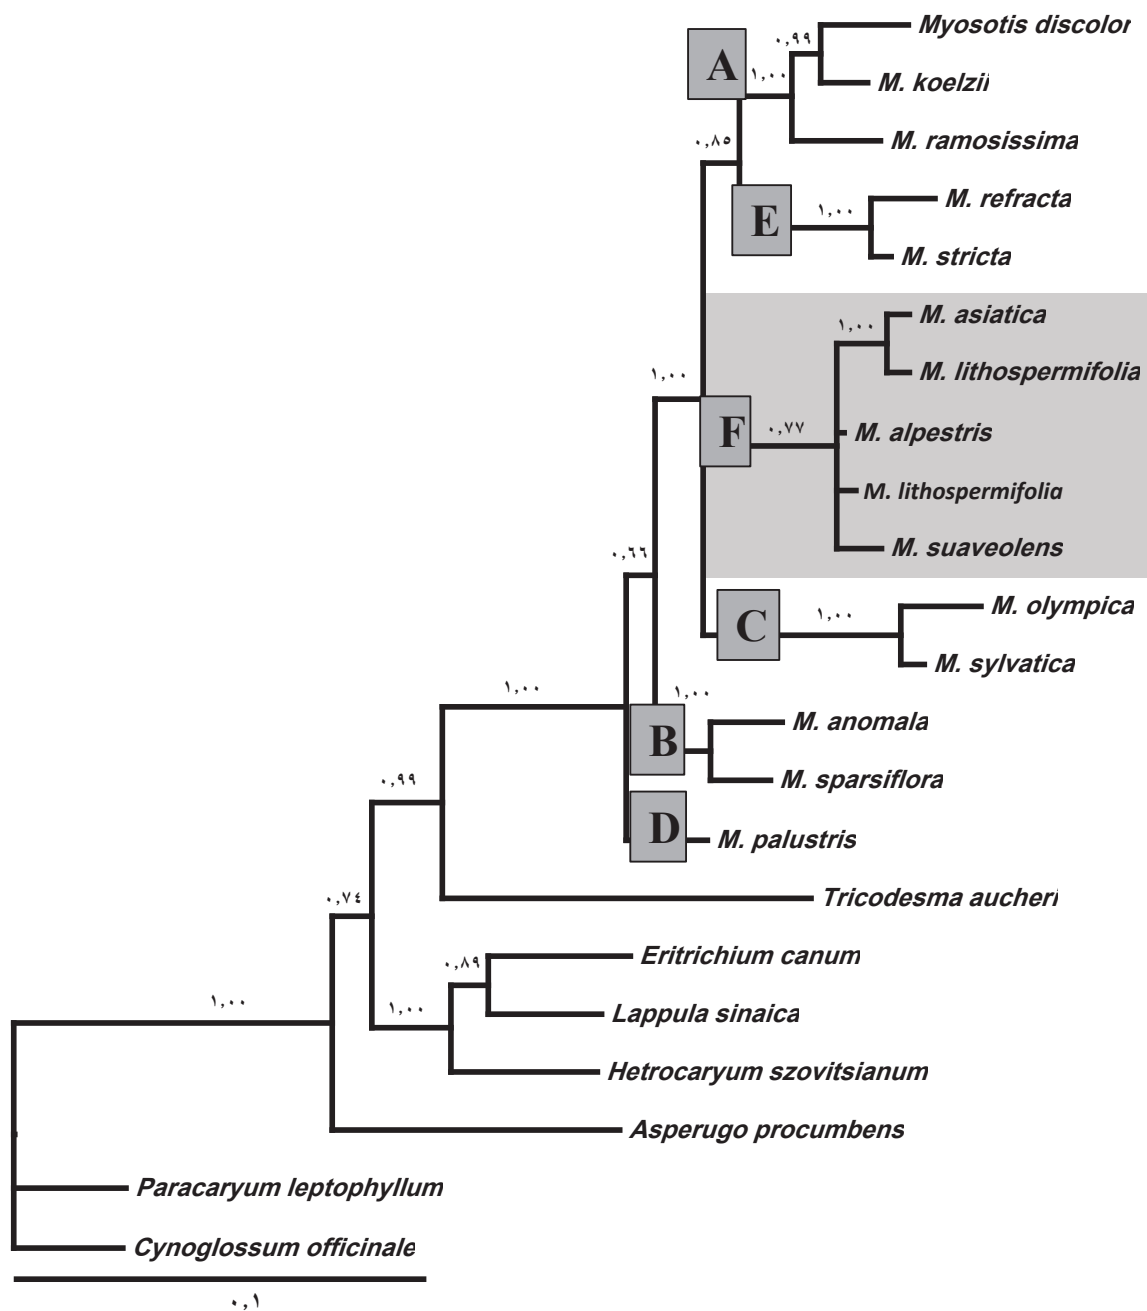 Myosotis discolor
٠,٩٩
A
١,٠٠
M. koelzii
M. ramosissima
٠,٨٥
M. refracta
E
١,٠٠
M. stricta
M. asiatica
١,٠٠
M. lithospermifolia
١,٠٠
F
٠,٧٧
M. alpestris
M. lithospermifolia
M. suaveolens
٠,٦٦
M. olympica
C
١,٠٠
M. sylvatica
١,٠٠
١,٠٠
M. anomala
B
M. sparsiflora
٠,٩٩
D
M. palustris
Tricodesma aucheri
٠,٧٤
Eritrichium canum
٠,٨٩
Lappula sinaica
١,٠٠
١,٠٠
Hetrocaryum szovitsianum
Asperugo procumbens
Paracaryum leptophyllum
Cynoglossum officinale
٠,١